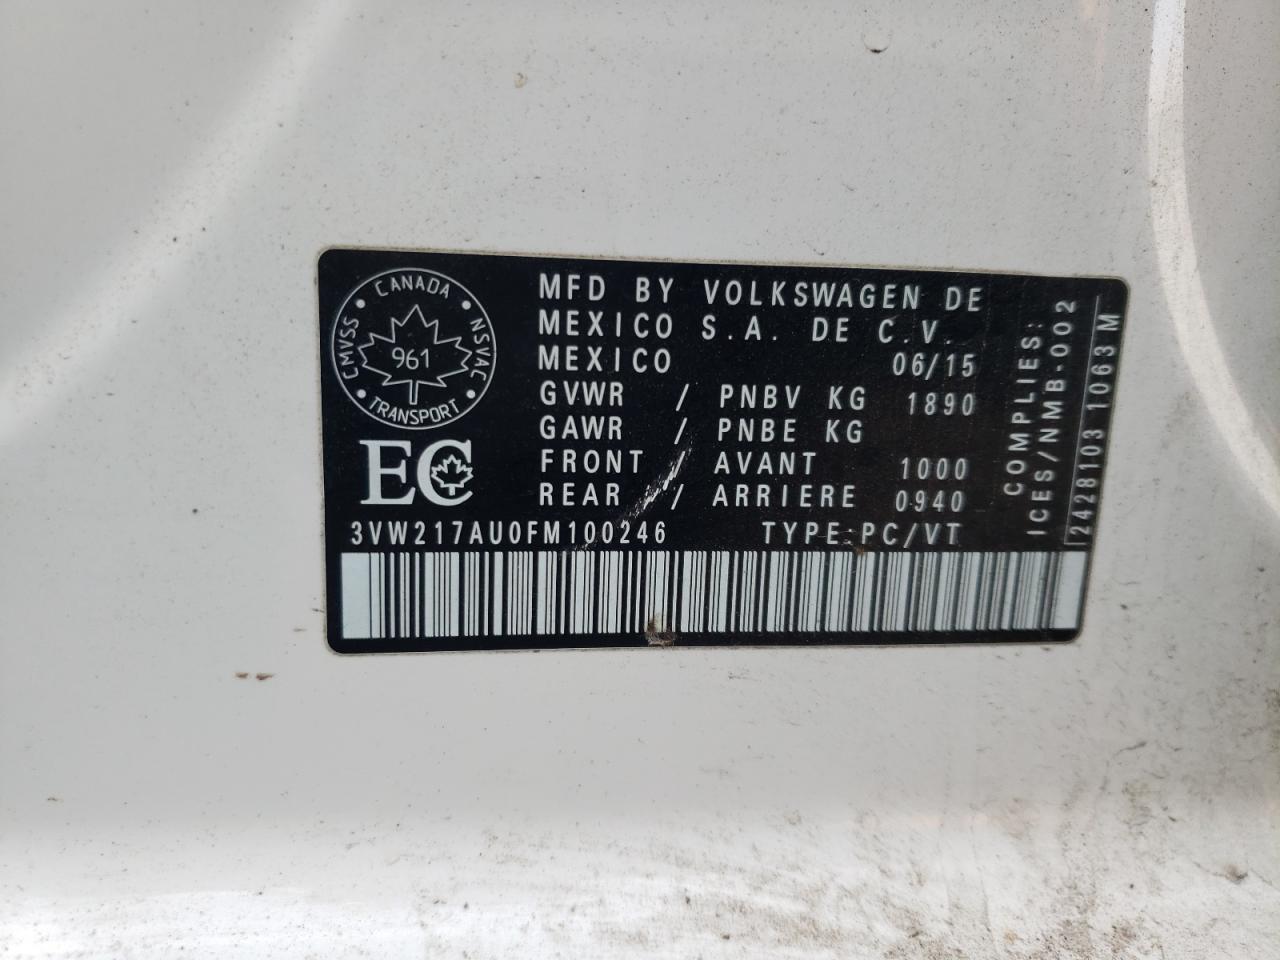 CANADA
CMVSS
NSVAC
961
TRANSPORT
EC
MFD BY VOLKSWAGEN DE
MEXICO S.A. DE C.V.
MEXICO 06/15
GVWR / PNBV KG 1890
GAWR / PNBE KG
FRONT / AVANT 1000
REAR / ARRIERE 0940
3VW217AU0FM100246 TYPE:PC/VT
COMPLIES:
ICES/NMB-002
2428103 1063 M